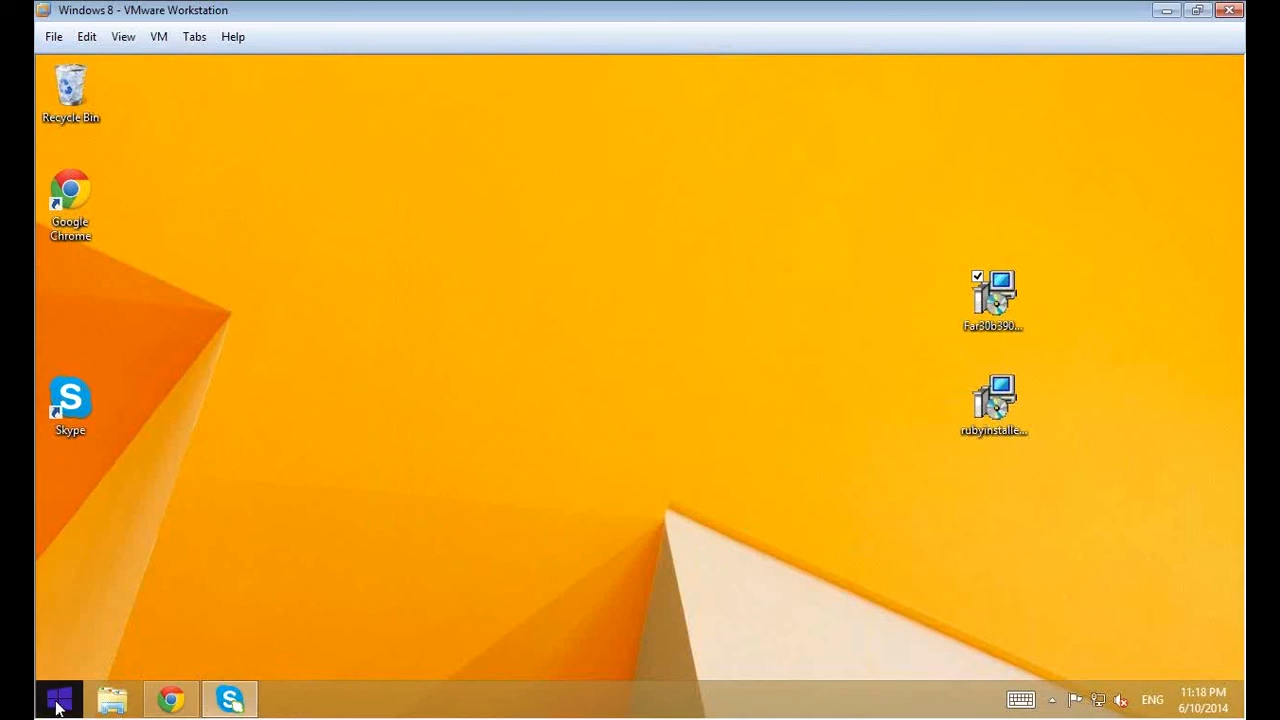 Windows 8 - VMware Workstation
File Edit View VM Tabs Help
Recycle Bin
Google
Chrome
Far30b390...
Skype
rubyinstalle...
ENG
11:18 PM
6/10/2014